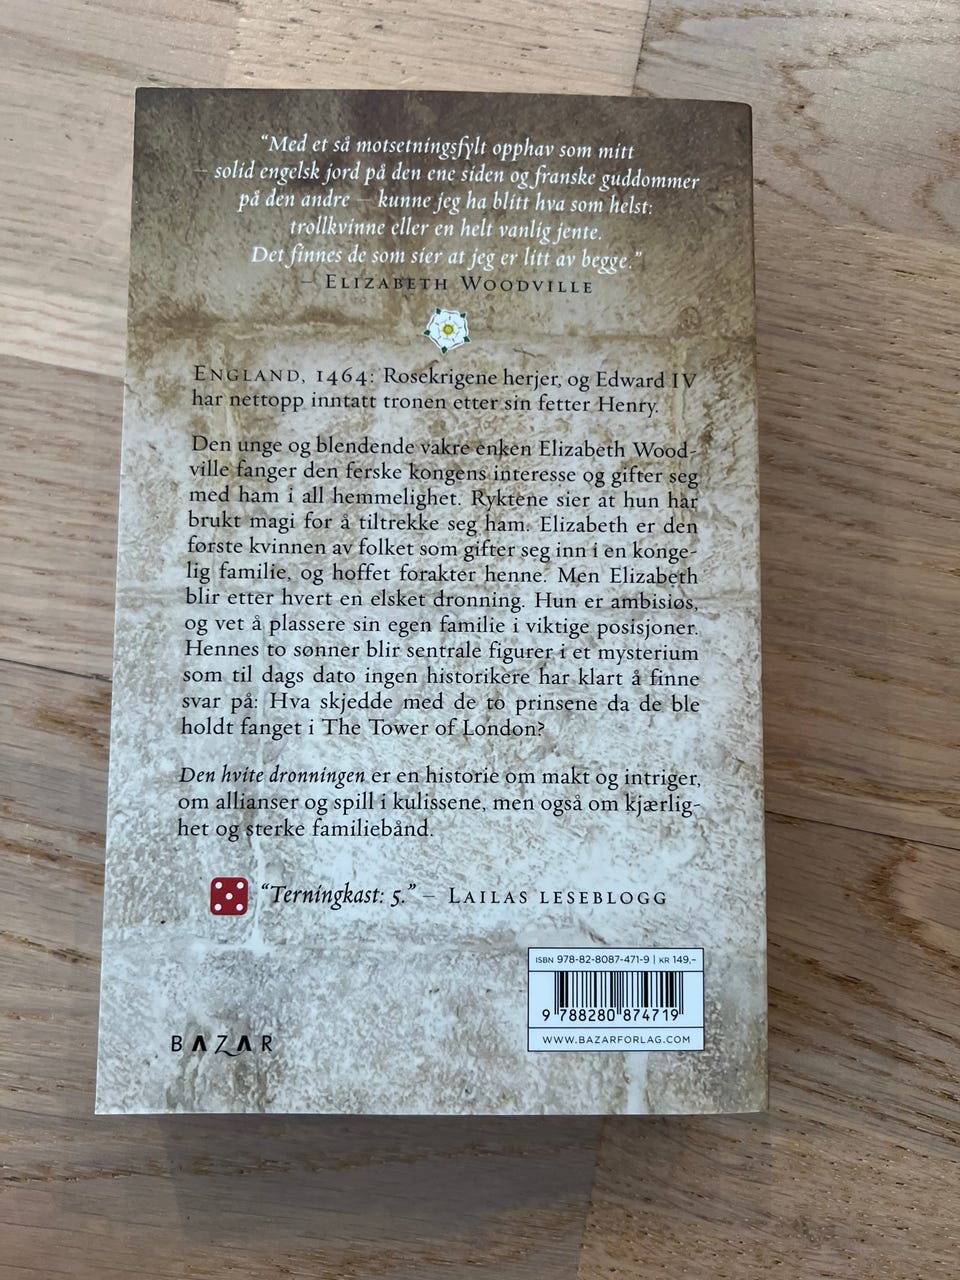 “Med et så motsetningsfylt opphav som mitt
– solid engelsk jord på den ene siden og franske guddommer
på den andre – kunne jeg ha blitt hva som helst:
trollkvinne eller en helt vanlig jente.
Det finnes de som sier at jeg er litt av begge.”
– Elizabeth Woodville
England, 1464: Rosekrigene herjer, og Edward IV
har nettopp inntatt tronen etter sin fetter Henry.
Den unge og blendende vakre enken Elizabeth Wood-
ville fanger den ferske kongens interesse og gifter seg
med ham i all hemmelighet. Ryktene sier at hun har
brukt magi for å tiltrekke seg ham. Elizabeth er den
første kvinnen av folket som gifter seg inn i en konge-
lig familie, og hoffet forakter henne. Men Elizabeth
blir etter hvert en elsket dronning. Hun er ambisiøs,
og vet å plassere sin egen familie i viktige posisjoner.
Hennes to sønner blir sentrale figurer i et mysterium
som til dags dato ingen historikere har klart å finne
svar på: Hva skjedde med de to prinsene da de ble
holdt fanget i The Tower of London?
Den hvite dronningen er en historie om makt og intriger,
om allianser og spill i kulissene, men også om kjærlig-
het og sterke familiebånd.
“Terningkast: 5.” – Lailas leseblogg
ISBN 978-82-8087-471-9 | KR 149,-
9 788280 874719
WWW.BAZARFORLAG.COM
BAZAR